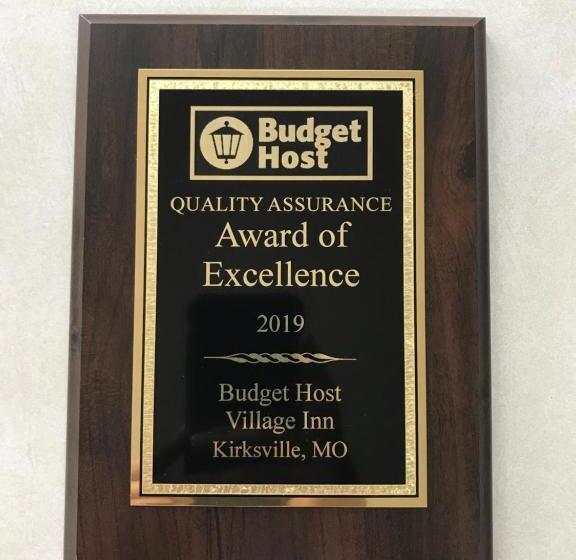 Budget
Host
QUALITY ASSURANCE
Award of
Excellence
2019
Budget Host
Village Inn
Kirksville, MO